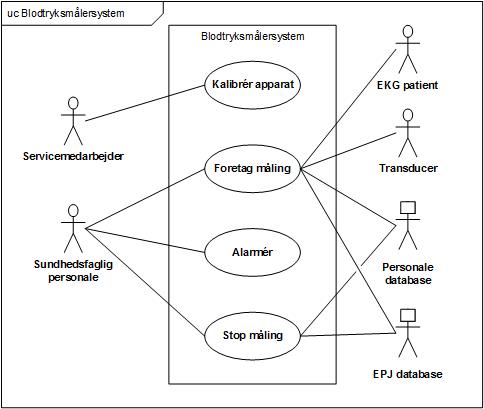 uc Blodtryksmålersystem
Blodtryksmålersystem
Kalibrér apparat
EKG patient
Servicemedarbejder
Foretag måling
Transducer
Sundhedsfaglig
personale
Alarmér
Personale
database
Stop måling
EPJ database